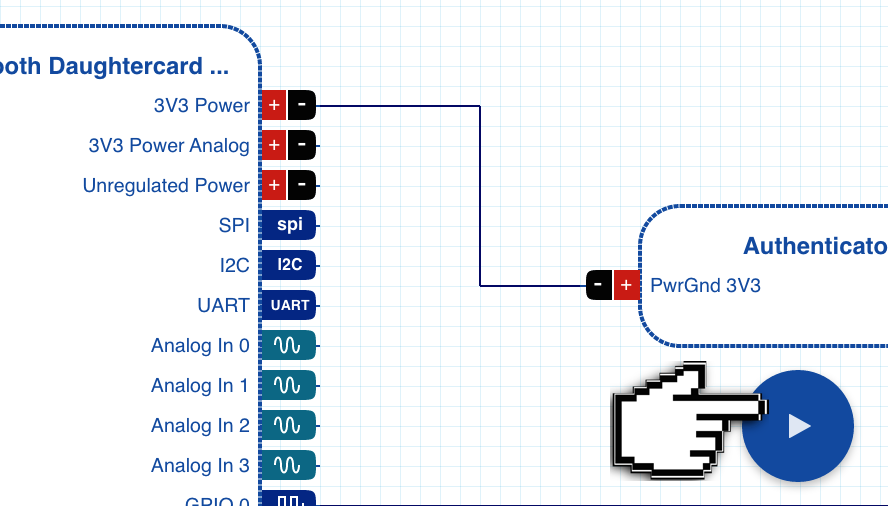 ooth Daughtercard ...
3V3 Power + -
3V3 Power Analog + -
Unregulated Power + -
SPI spi
I2C I2C
UART UART
Analog In 0
Analog In 1
Analog In 2
Analog In 3
GPIO 0
Authenticato
- + PwrGnd 3V3